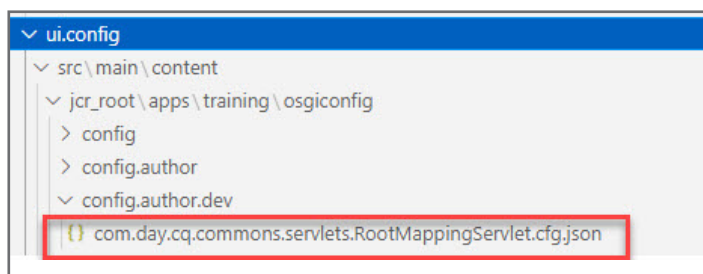 ui.config
src\main\content
jcr_root\apps\training\osgiconfig
config
config.author
config.author.dev
{} com.day.cq.commons.servlets.RootMappingServlet.cfg.json